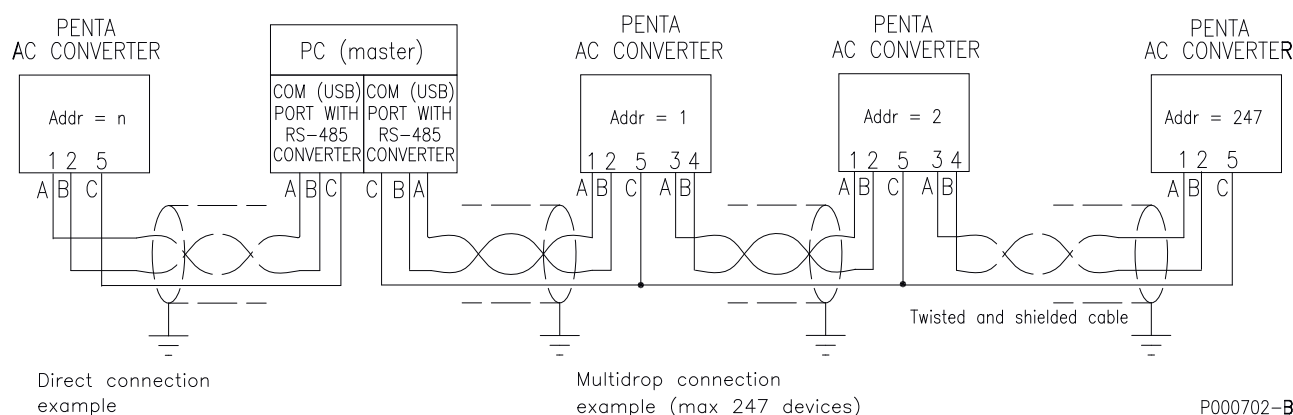 PENTA
AC CONVERTER
Addr = n
1 2 5
A B C
PC (master)
COM (USB)
PORT WITH
RS-485
CONVERTER
COM (USB)
PORT WITH
RS-485
CONVERTER
A B C
C B A
PENTA
AC CONVERTER
Addr = 1
1 2 5 3 4
A B C A B
PENTA
AC CONVERTER
Addr = 2
1 2 5 3 4
A B C A B
PENTA
AC CONVERTER
Addr = 247
1 2 5
A B C
Twisted and shielded cable
Direct connection
example
Multidrop connection
example (max 247 devices)
P000702-B